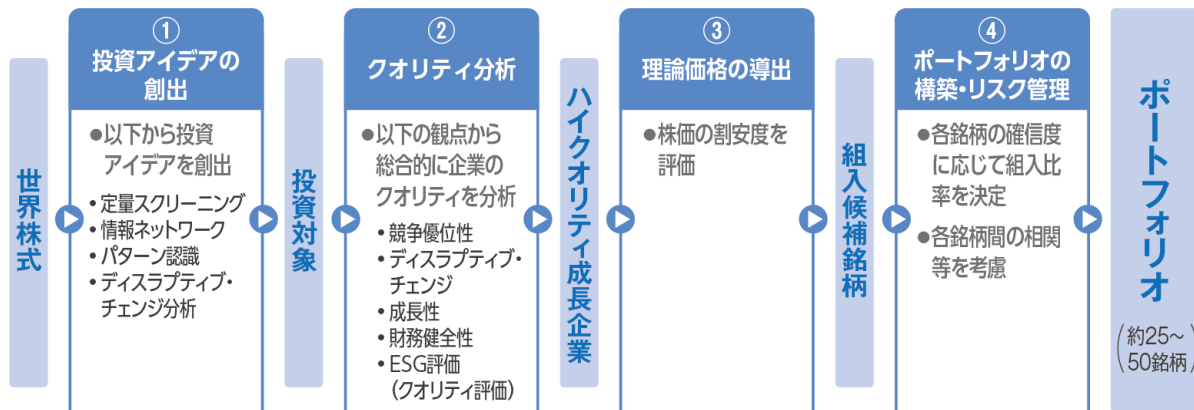 世界株式
①
投資アイデアの
創出
●以下から投資
アイデアを創出
•定量スクリーニング
•情報ネットワーク
•パターン認識
•ディスラプティブ・
チェンジ分析
投資対象
②
クオリティ分析
●以下の観点から
総合的に企業の
クオリティを分析
•競争優位性
•ディスラプティブ・
チェンジ
•成長性
•財務健全性
•ESG評価
(クオリティ評価)
ハイクオリティ成長企業
③
理論価格の導出
●株価の割安度を
評価
組入候補銘柄
④
ポートフォリオの
構築・リスク管理
●各銘柄の確信度
に応じて組入比
率を決定
●各銘柄間の相関
等を考慮
ポートフォリオ
(約25~
50銘柄)